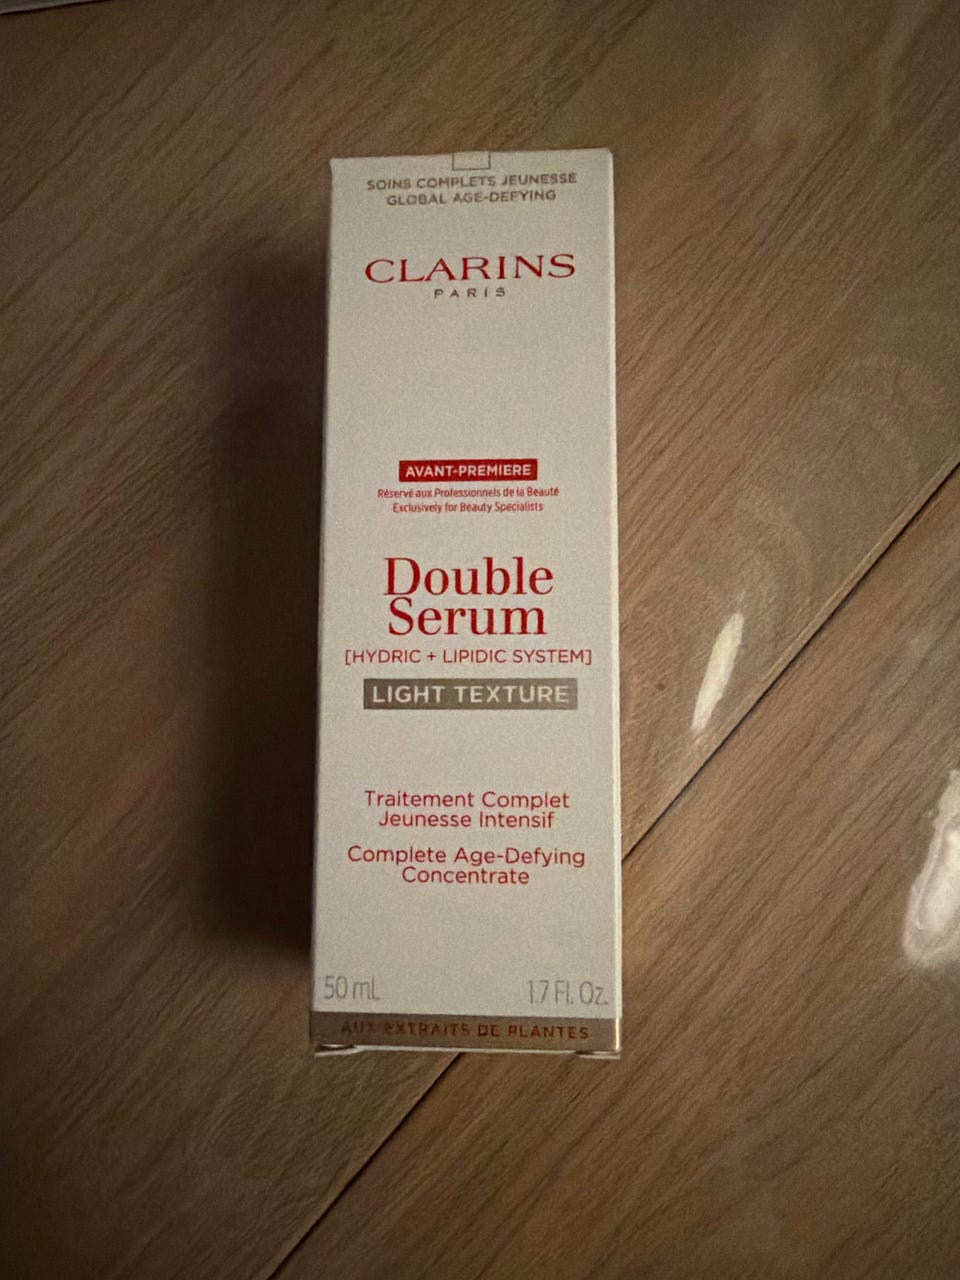 SOINS COMPLETS JEUNESSE
GLOBAL AGE-DEFYING
CLARINS
PARIS
AVANT-PREMIERE
Réservé aux Professionnels de la Beauté
Exclusively for Beauty Specialists
Double
Serum
[HYDRIC + LIPIDIC SYSTEM]
LIGHT TEXTURE
Traitement Complet
Jeunesse Intensif
Complete Age-Defying
Concentrate
50 mL 1.7 Fl. Oz.
AUX EXTRAITS DE PLANTES